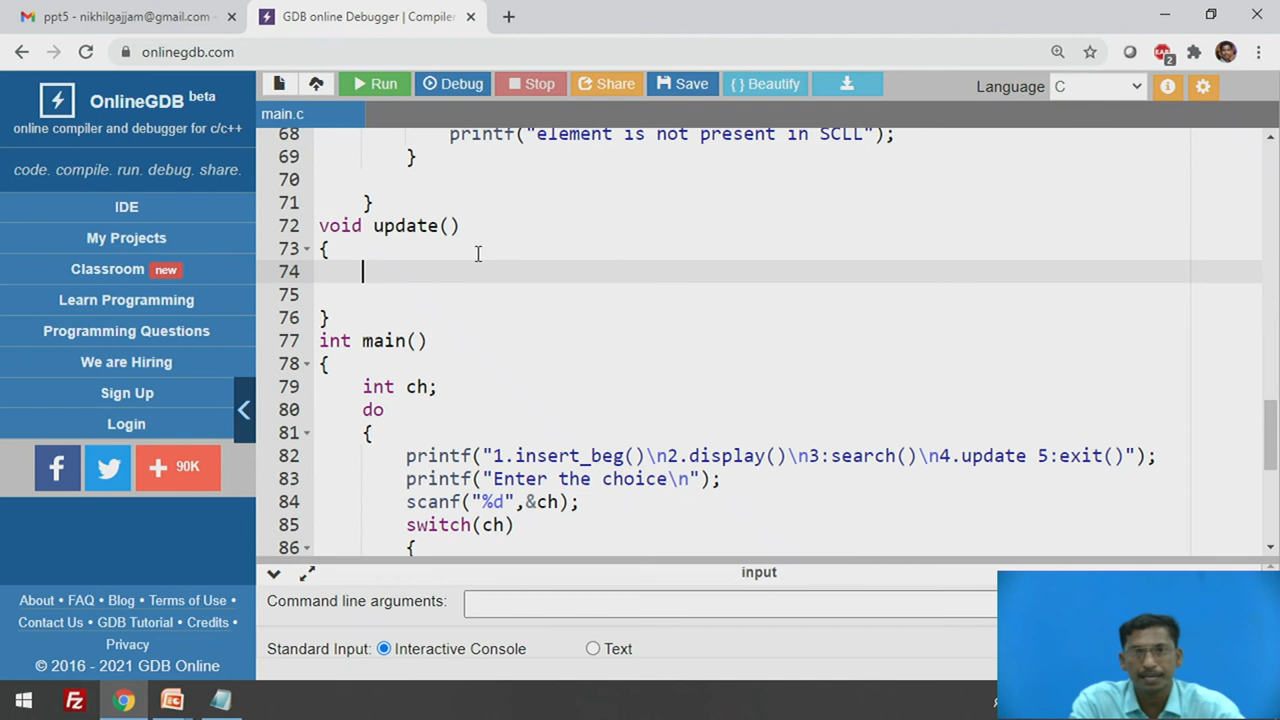 ppt5 - nikhilgajjam@gmail.com -
GDB online Debugger | Compiler
onlinegdb.com
2
OnlineGDB beta
online compiler and debugger for c/c++
code. compile. run. debug. share.
IDE
My Projects
Classroom new
Learn Programming
Programming Questions
We are Hiring
Sign Up
Login
90K
About • FAQ • Blog • Terms of Use •
Contact Us • GDB Tutorial • Credits •
Privacy
© 2016 - 2021 GDB Online
Run Debug Stop Share Save { } Beautify
Language C
main.c
68 printf("element is not present in SCLL");
69 }
70
71 }
72 void update()
73 {
74
75
76 }
77 int main()
78 {
79 int ch;
80 do
81 {
82 printf("1.insert_beg()\n2.display()\n3:search()\n4.update 5:exit()");
83 printf("Enter the choice\n");
84 scanf("%d",&ch);
85 switch(ch)
86 {
input
Command line arguments:
Standard Input: Interactive Console Text